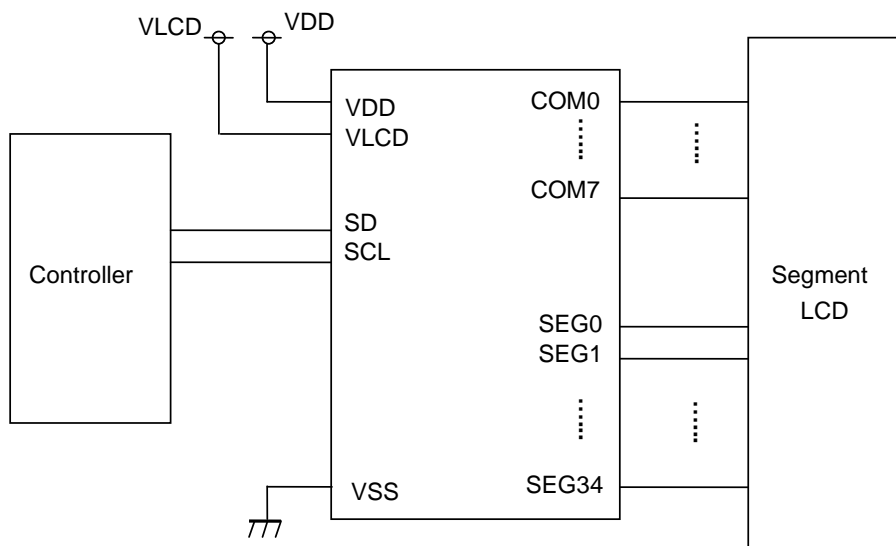 VLCD
VDD
VDD
VLCD
SD
SCL
VSS
COM0
COM7
SEG0
SEG1
SEG34
Controller
Segment
LCD